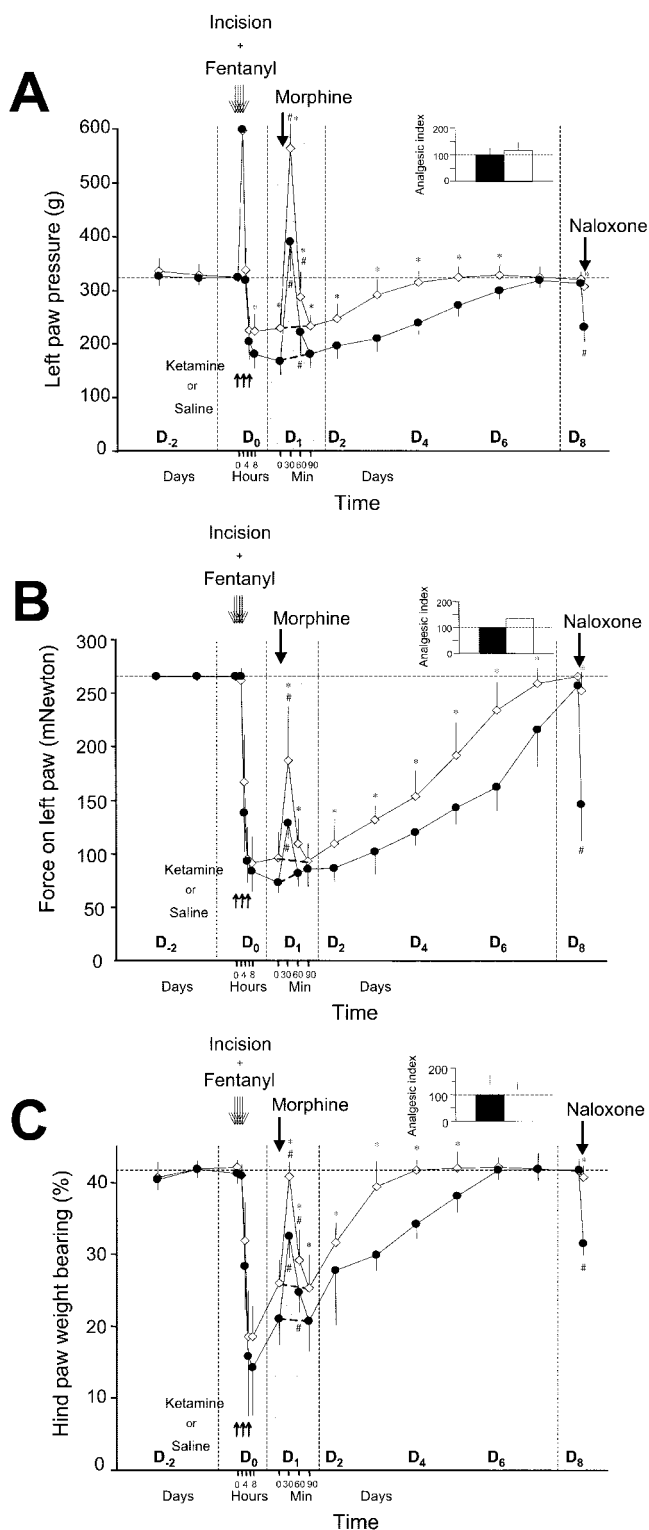 Incision
+
Fentanyl
A
Morphine
# *
600
500
400
300
200
100
0
Left paw pressure (g)
Analgesic index
200
100
0
Naloxone
*
#
*
#
#
*
*
*
*
*
*
*
*
*
#
Ketamine
or
Saline
D-2 D0 D1 D2 D4 D6 D8
0 4 8 0 30 60 90
Days Hours Min Days
Time
Incision
+
Fentanyl
B
Morphine
Analgesic index
200
100
0
Naloxone
300
250
200
150
100
50
0
Force on left paw (mNewton)
*
#
#
*
*
*
*
*
*
*
*
#
Ketamine
or
Saline
D-2 D0 D1 D2 D4 D6 D8
0 4 8 0 30 60 90
Days Hours Min Days
Time
Incision
+
Fentanyl
C
Morphine
Analgesic index
200
100
0
Naloxone
40
30
20
10
0
Hind paw weight bearing (%)
*
#
*
#
*
#
#
*
*
*
*
*
#
Ketamine
or
Saline
D-2 D0 D1 D2 D4 D6 D8
0 4 8 0 30 60 90
Days Hours Min Days
Time